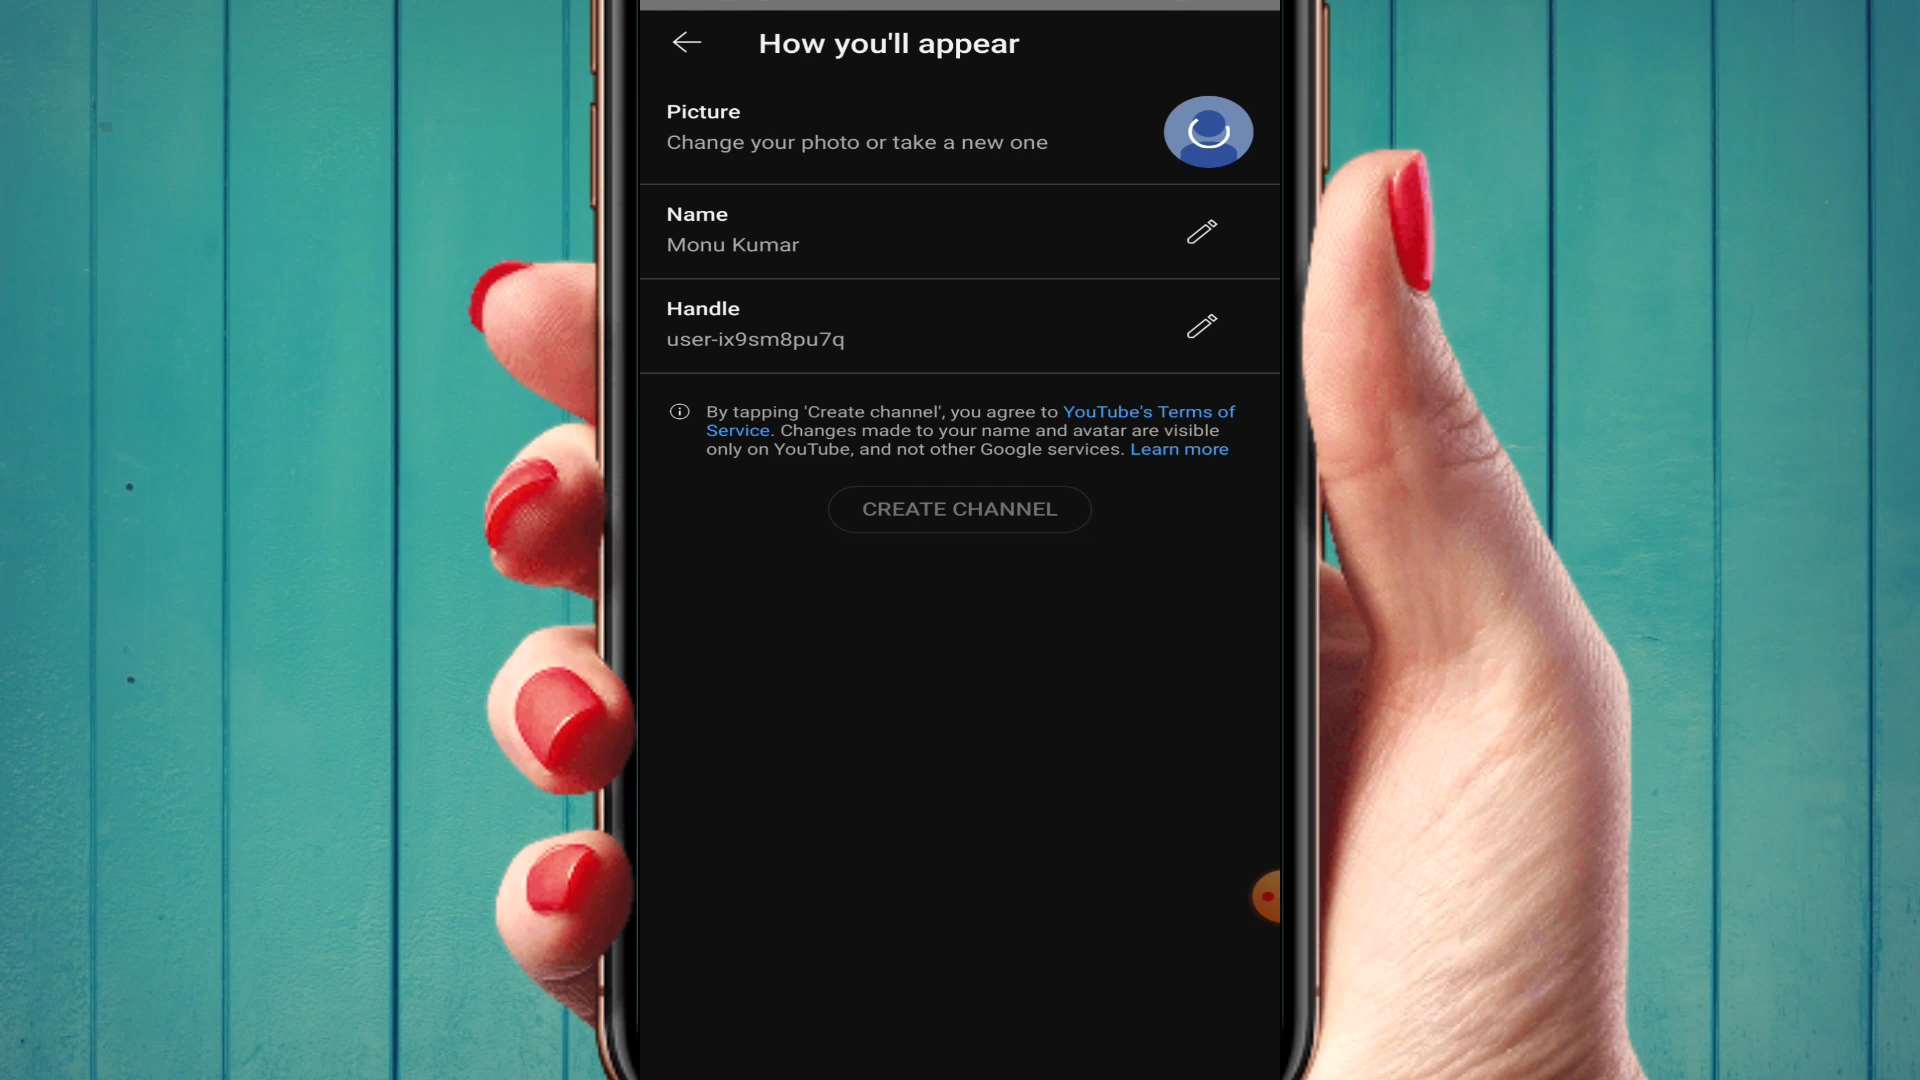 How you'll appear
Picture
Change your photo or take a new one
Name
Monu Kumar
Handle
user-ix9sm8pu7q
By tapping 'Create channel', you agree to YouTube's Terms of
Service. Changes made to your name and avatar are visible
only on YouTube, and not other Google services. Learn more
CREATE CHANNEL